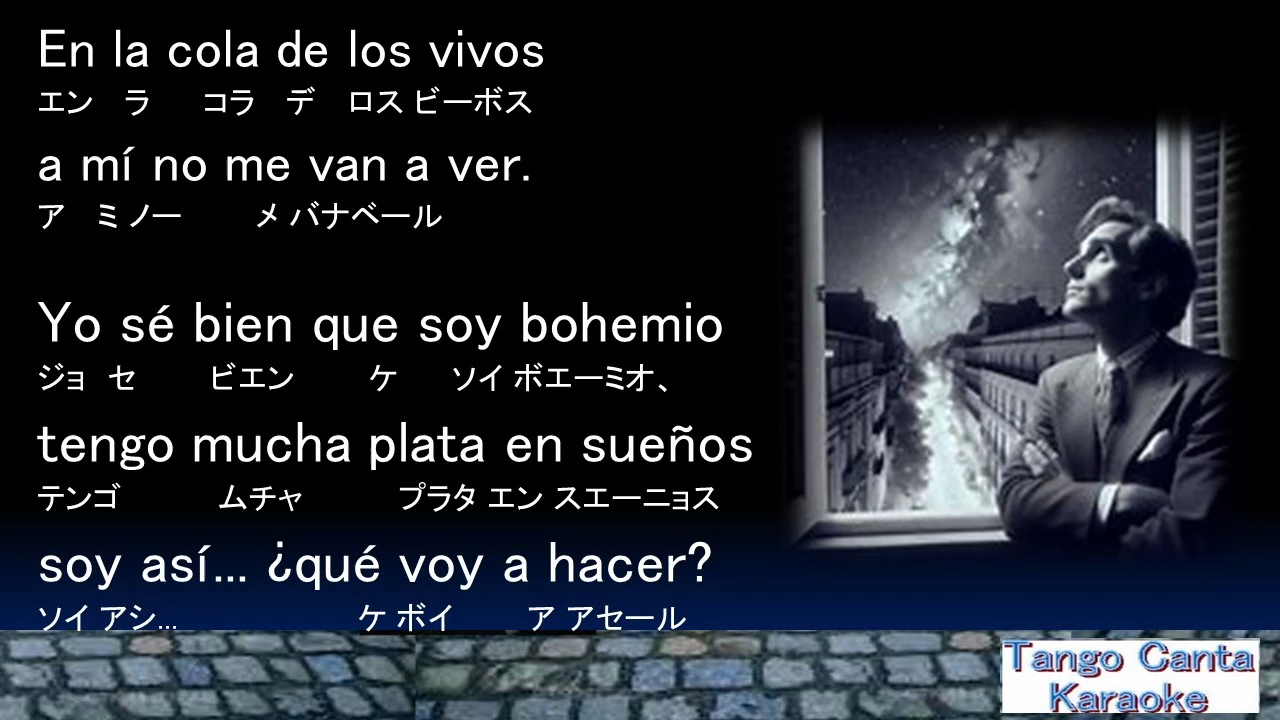 En la cola de los vivos
エン ラ コラ デ ロス ビーボス
a mí no me van a ver.
ア ミ ノー メ バナベール
Yo sé bien que soy bohemio
ジョ セ ビエン ケ ソイ ボエーミオ、
tengo mucha plata en sueños
テンゴ ムチャ プラタ エン スエーニョス
soy así... ¿qué voy a hacer?
ソイ アシ... ケ ボイ ア アセール
Tango Canta
Karaoke